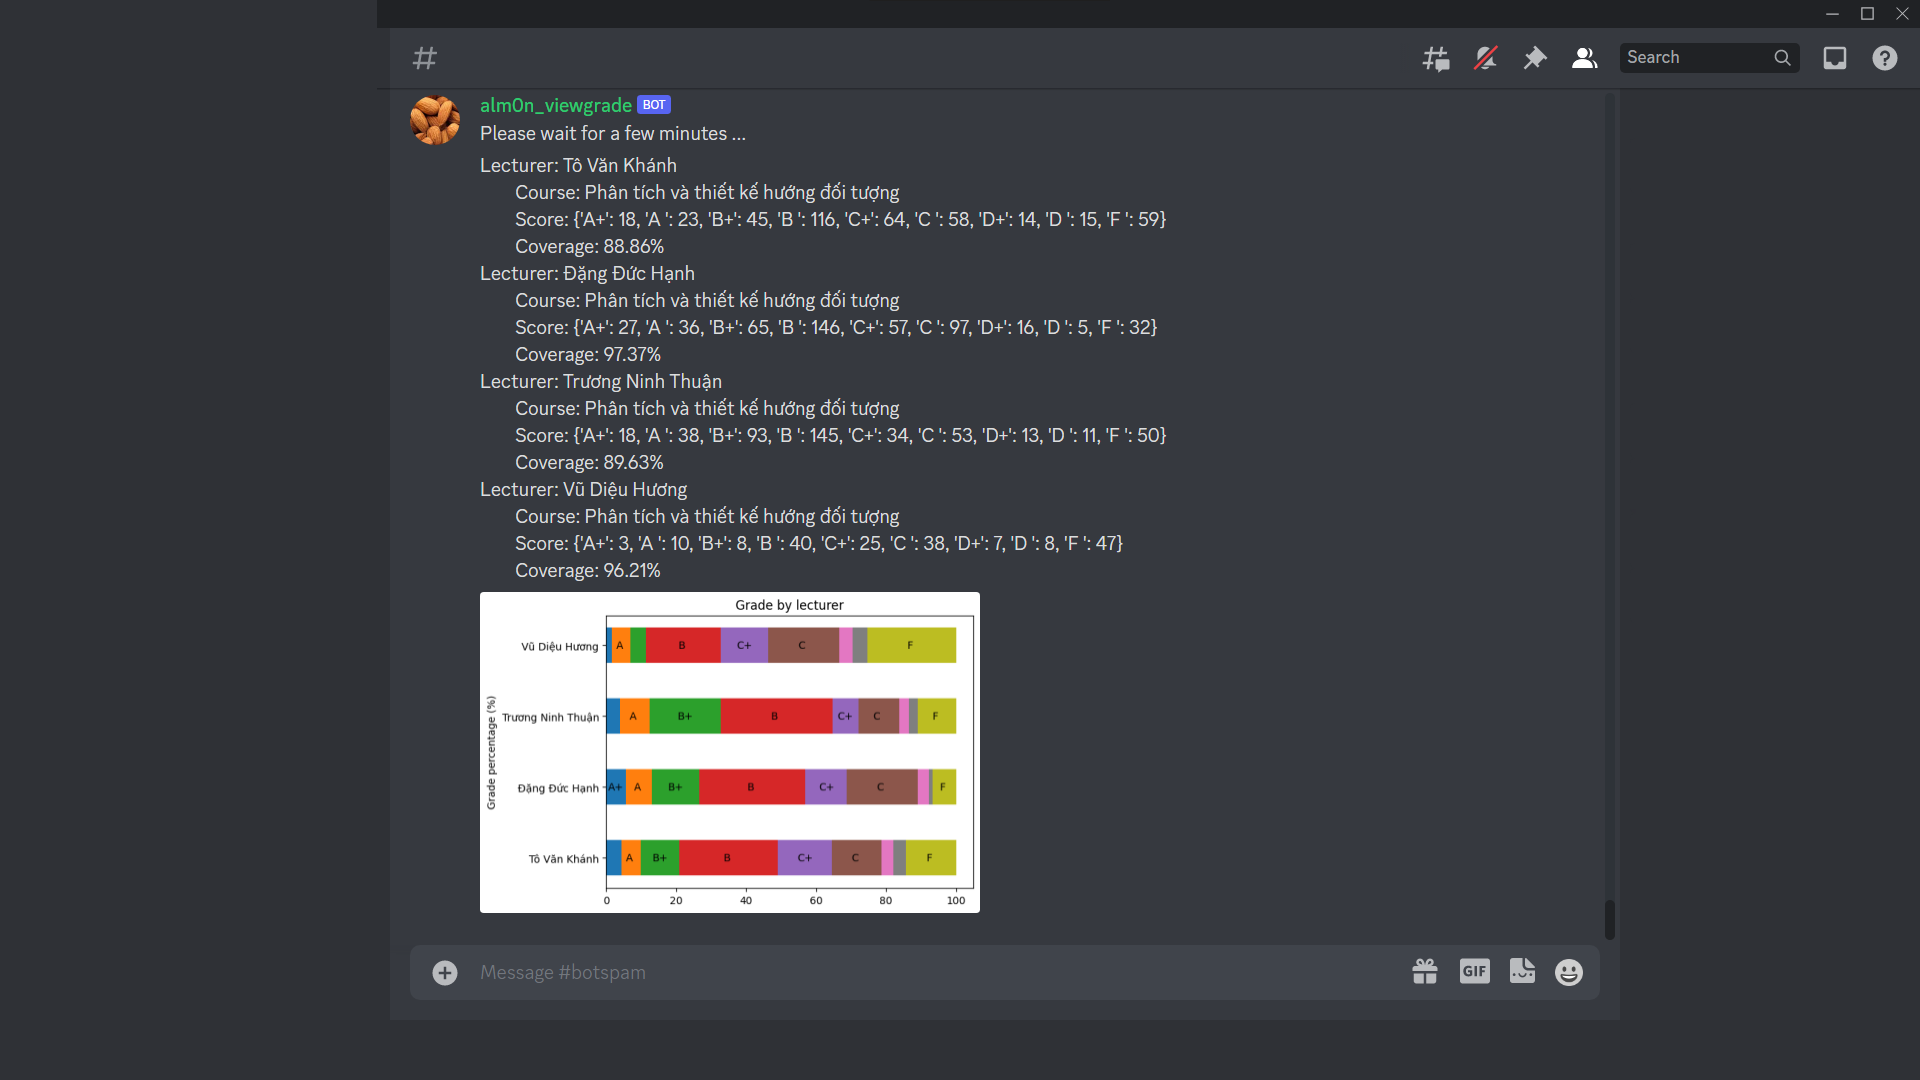 Search
alm0n_viewgrade BOT
Please wait for a few minutes ...
Lecturer: Tô Văn Khánh
Course: Phân tích và thiết kế hướng đối tượng
Score: {'A+': 18, 'A ': 23, 'B+': 45, 'B ': 116, 'C+': 64, 'C ': 58, 'D+': 14, 'D ': 15, 'F ': 59}
Coverage: 88.86%
Lecturer: Đặng Đức Hạnh
Course: Phân tích và thiết kế hướng đối tượng
Score: {'A+': 27, 'A ': 36, 'B+': 65, 'B ': 146, 'C+': 57, 'C ': 97, 'D+': 16, 'D ': 5, 'F ': 32}
Coverage: 97.37%
Lecturer: Trương Ninh Thuận
Course: Phân tích và thiết kế hướng đối tượng
Score: {'A+': 18, 'A ': 38, 'B+': 93, 'B ': 145, 'C+': 34, 'C ': 53, 'D+': 13, 'D ': 11, 'F ': 50}
Coverage: 89.63%
Lecturer: Vũ Diệu Hương
Course: Phân tích và thiết kế hướng đối tượng
Score: {'A+': 3, 'A ': 10, 'B+': 8, 'B ': 40, 'C+': 25, 'C ': 38, 'D+': 7, 'D ': 8, 'F ': 47}
Coverage: 96.21%
Grade by lecturer
Grade percentage (%)
Vũ Diệu Hương A B C+ C F
Trương Ninh Thuận A B+ B C+ C F
Đặng Đức Hạnh A+ A B+ B C+ C F
Tô Văn Khánh A B+ B C+ C F
0 20 40 60 80 100
Message #botspam
GIF